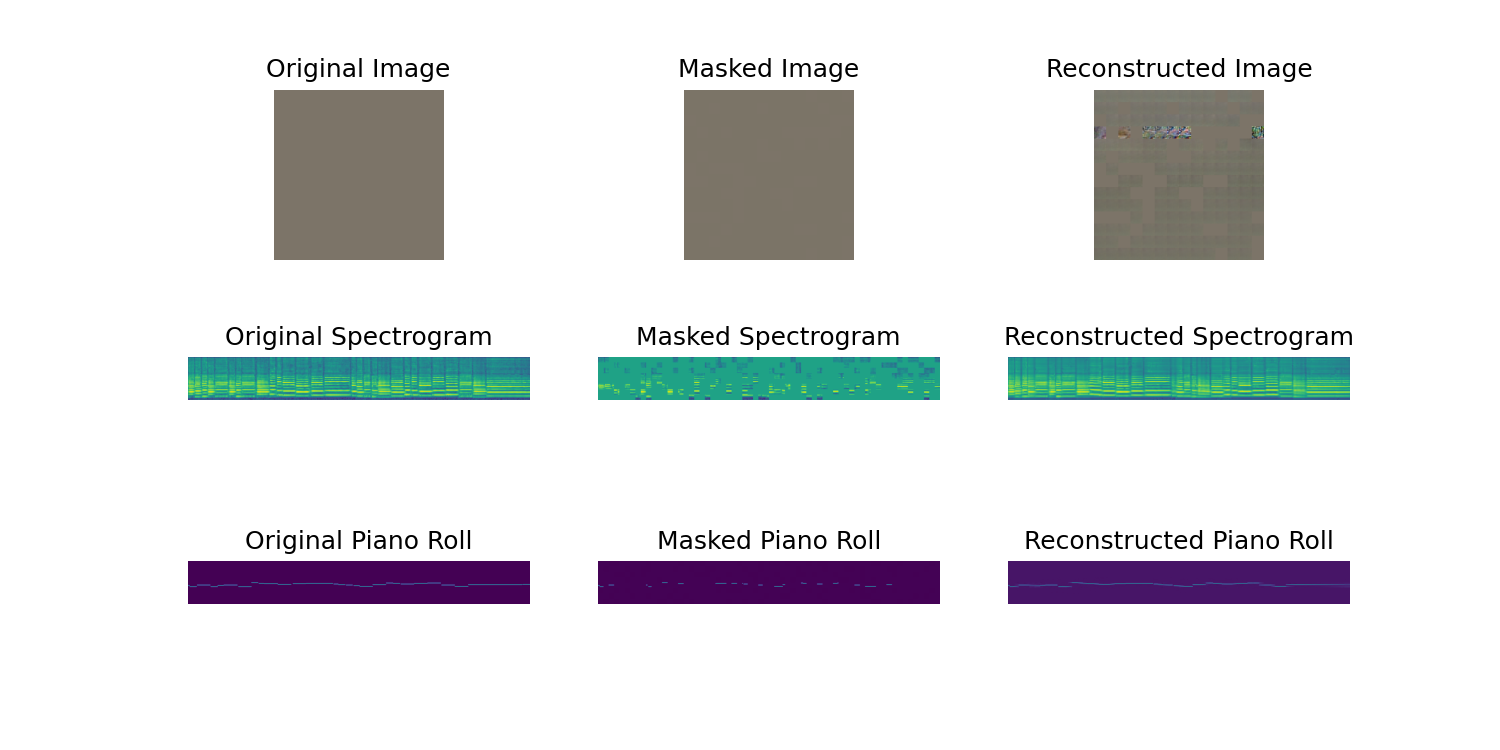 Original Image
Masked Image
Reconstructed Image
Original Spectrogram
Masked Spectrogram
Reconstructed Spectrogram
Original Piano Roll
Masked Piano Roll
Reconstructed Piano Roll